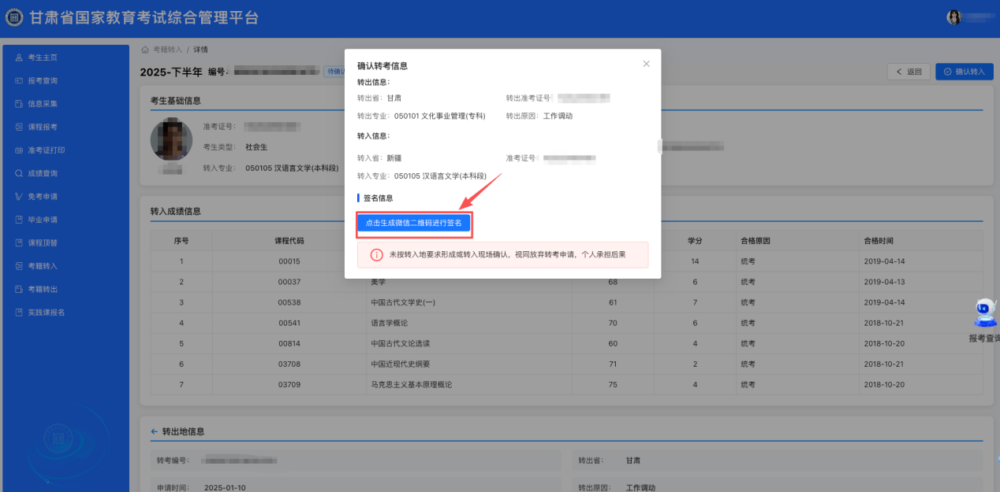 甘肃省国家教育考试综合管理平台
考生主页
报考查询
信息采集
课程报考
准考证打印
成绩查询
免考申请
毕业申请
课程顶替
考籍转入
考籍转出
实践课报名
考籍转入 / 详情
2025-下半年 编号:
待确认
返回
确认转入
考生基础信息
准考证号:
考生类型: 社会生
转入专业: 050105 汉语言文学(本科段)
确认转考信息
转出信息:
转出省: 甘肃 转出准考证号
转出专业: 050101 文化事业管理(专科) 转出原因: 工作调动
转入信息:
转入省: 新疆 准考证号
转入专业: 050105 汉语言文学(本科段)
签名信息
点击生成微信二维码进行签名
未按转入地要求形成或转入现场确认，视同放弃转考申请，个人承担后果
转入成绩信息
序号 课程代码 学分 合格原因 合格时间
1 00015 14 统考 2019-04-14
2 00037 美学 68 6 统考 2019-04-13
3 00538 中国古代文学史(一) 61 7 统考 2019-04-14
4 00541 语言学概论 70 6 统考 2018-10-21
5 00814 中国古代文论选读 60 4 统考 2018-10-20
6 03708 中国近现代史纲要 71 2 统考 2018-10-21
7 03709 马克思主义基本原理概论 75 4 统考 2018-10-20
报考查询
转出地信息
转考编号: 转出省: 甘肃
申请时间: 2025-01-10 转出原因: 工作调动